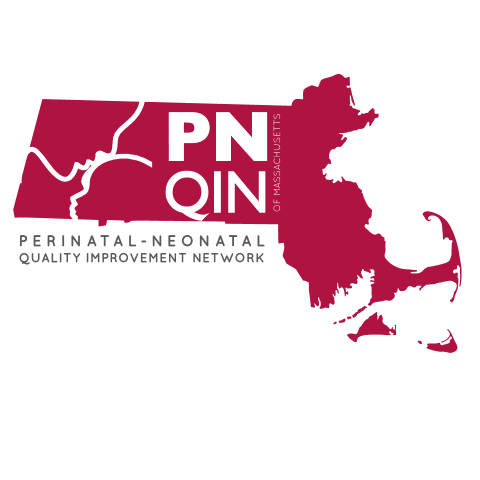 PN
QIN
OF MASSACHUSETTS
PERINATAL-NEONATAL
QUALITY IMPROVEMENT NETWORK